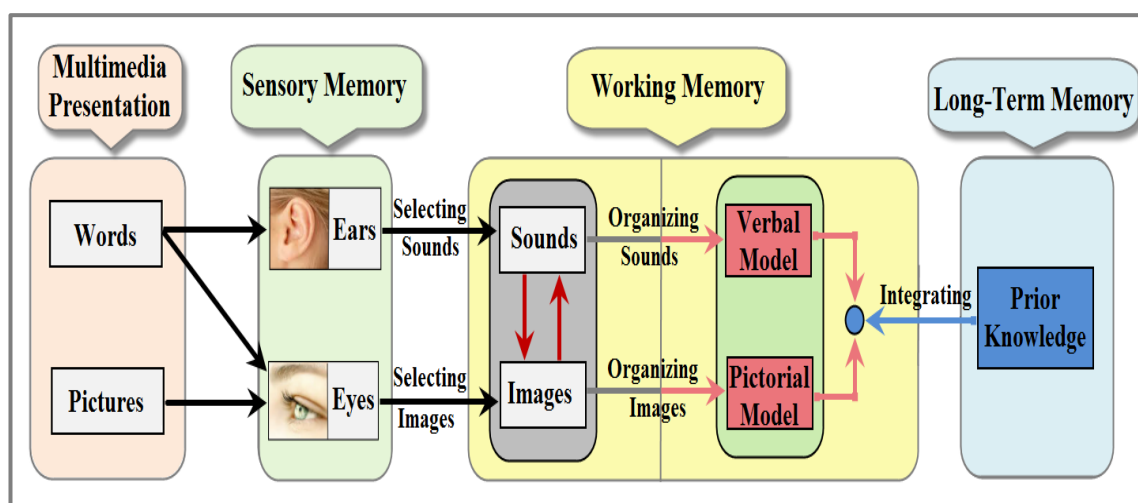 Multimedia
Presentation
Sensory Memory
Working Memory
Long-Term Memory
Words
Pictures
Ears
Eyes
Selecting
Sounds
Selecting
Images
Sounds
Images
Organizing
Sounds
Organizing
Images
Verbal
Model
Pictorial
Model
Integrating
Prior
Knowledge